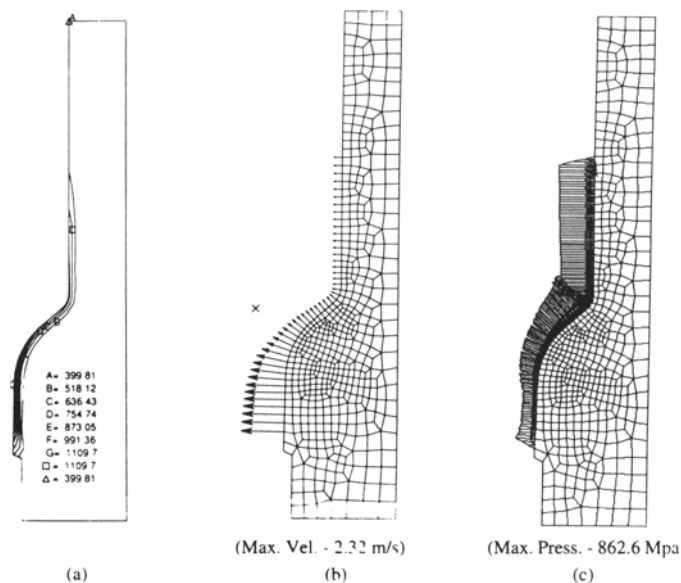 A= 399 81
B= 518 12
C= 636 43
D= 754 74
E= 873 05
F= 991 36
G= 1109 7
□ = 1109 7
△ = 399 81
×
(Max. Vel. - 2.32 m/s)
(Max. Press. - 862.6 Mpa
(a)
(b)
(c)